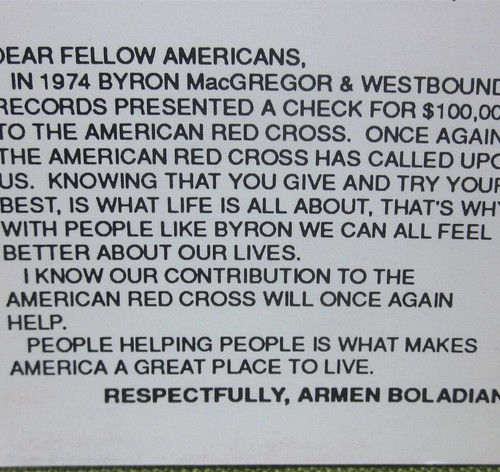 DEAR FELLOW AMERICANS,
IN 1974 BYRON MacGREGOR & WESTBOUND
RECORDS PRESENTED A CHECK FOR $100,00
TO THE AMERICAN RED CROSS. ONCE AGAIN
THE AMERICAN RED CROSS HAS CALLED UPO
US. KNOWING THAT YOU GIVE AND TRY YOUR
BEST, IS WHAT LIFE IS ALL ABOUT, THAT'S WHY
WITH PEOPLE LIKE BYRON WE CAN ALL FEEL
BETTER ABOUT OUR LIVES.
I KNOW OUR CONTRIBUTION TO THE
AMERICAN RED CROSS WILL ONCE AGAIN
HELP.
PEOPLE HELPING PEOPLE IS WHAT MAKES
AMERICA A GREAT PLACE TO LIVE.
RESPECTFULLY, ARMEN BOLADIAN